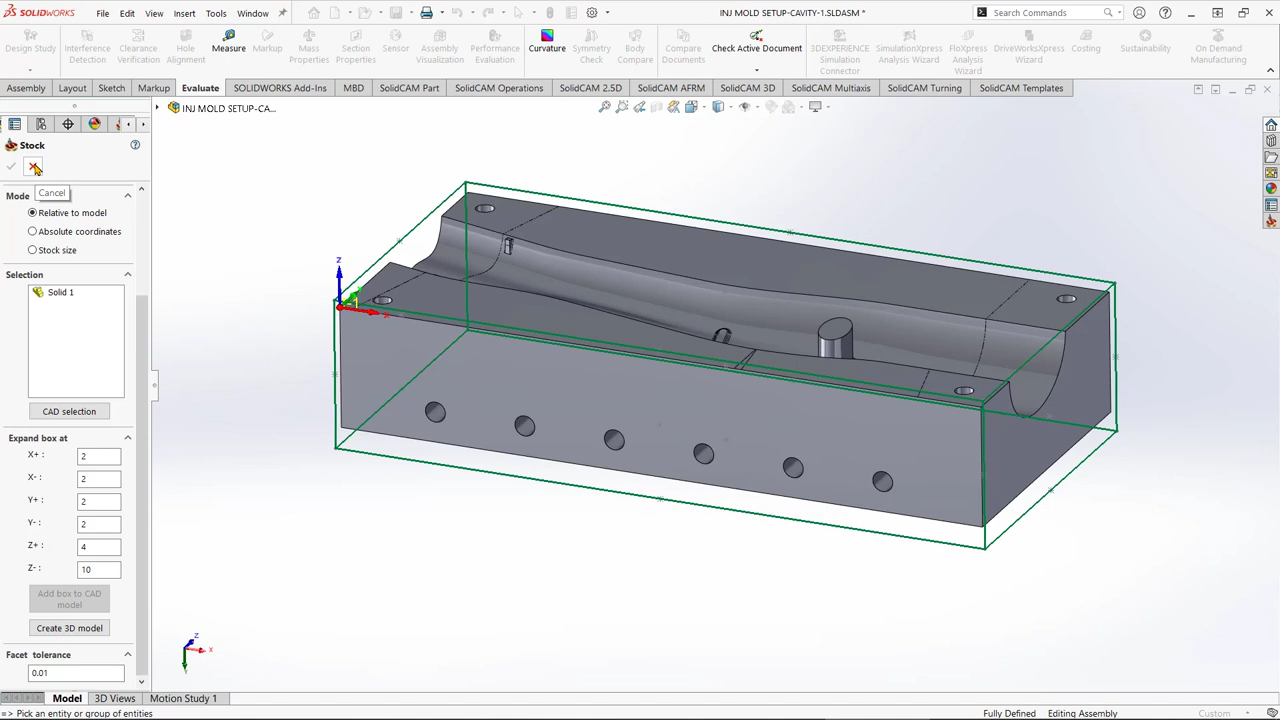 SOLIDWORKS File Edit View Insert Tools Window INJ MOLD SETUP-CAVITY-1.SLDASM * Search Commands
Design Study Interference Detection Clearance Verification Hole Alignment Measure Markup Mass Properties Section Properties Sensor Assembly Visualization Performance Evaluation Curvature Symmetry Check Body Compare Compare Documents Check Active Document 3DEXPERIENCE Simulation Connector SimulationXpress Analysis Wizard FloXpress Analysis Wizard DriveWorksXpress Wizard Costing Sustainability On Demand Manufacturing
Assembly Layout Sketch Markup Evaluate SOLIDWORKS Add-Ins MBD SolidCAM Part SolidCAM Operations SolidCAM 2.5D SolidCAM AFRM SolidCAM 3D SolidCAM Multiaxis SolidCAM Turning SolidCAM Templates
INJ MOLD SETUP-CA...
Stock
Cancel
Mode
Relative to model
Absolute coordinates
Stock size
Selection
Solid 1
CAD selection
Expand box at
X+ : 2
X- : 2
Y+ : 2
Y- : 2
Z+ : 4
Z- : 10
Add box to CAD
model
Create 3D model
Facet tolerance
0.01
z
x
z
x
Model 3D Views Motion Study 1
=> Pick an entity or group of entities Fully Defined Editing Assembly Custom